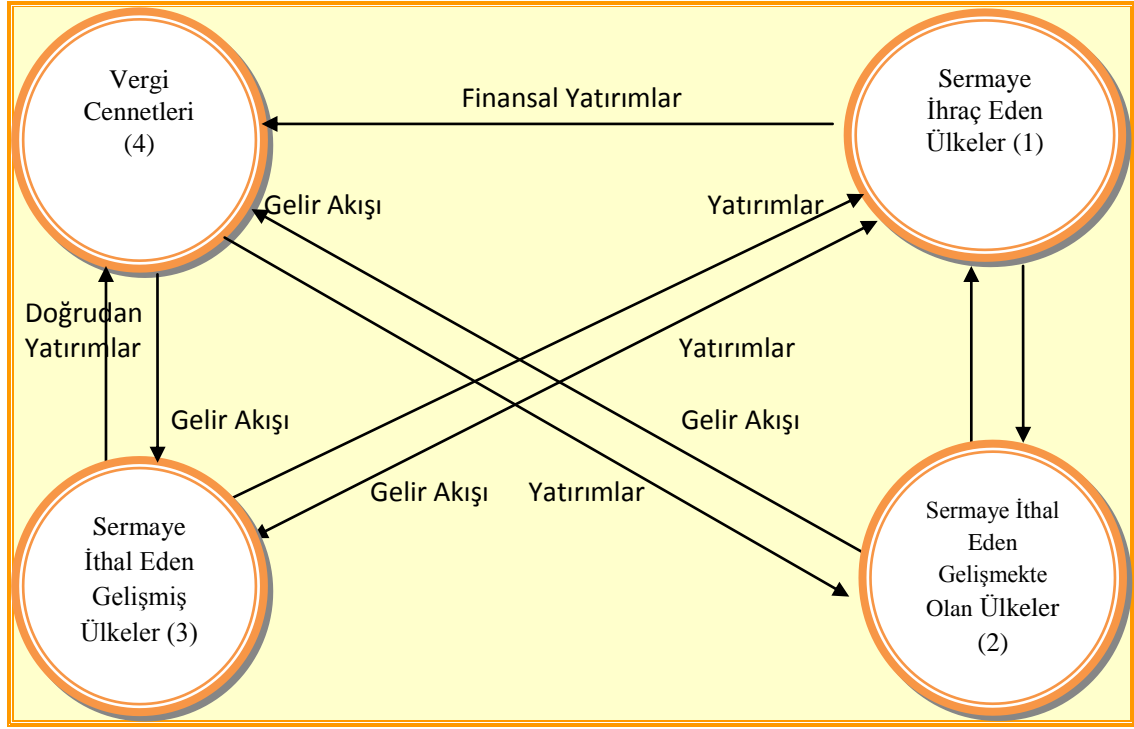 Vergi
Cennetleri
(4)
Finansal Yatırımlar
Sermaye
İhraç Eden
Ülkeler (1)
Gelir Akışı
Yatırımlar
Doğrudan
Yatırımlar
Yatırımlar
Gelir Akışı
Gelir Akışı
Gelir Akışı
Yatırımlar
Sermaye
İthal Eden
Gelişmiş
Ülkeler (3)
Sermaye İthal
Eden
Gelişmekte
Olan Ülkeler
(2)